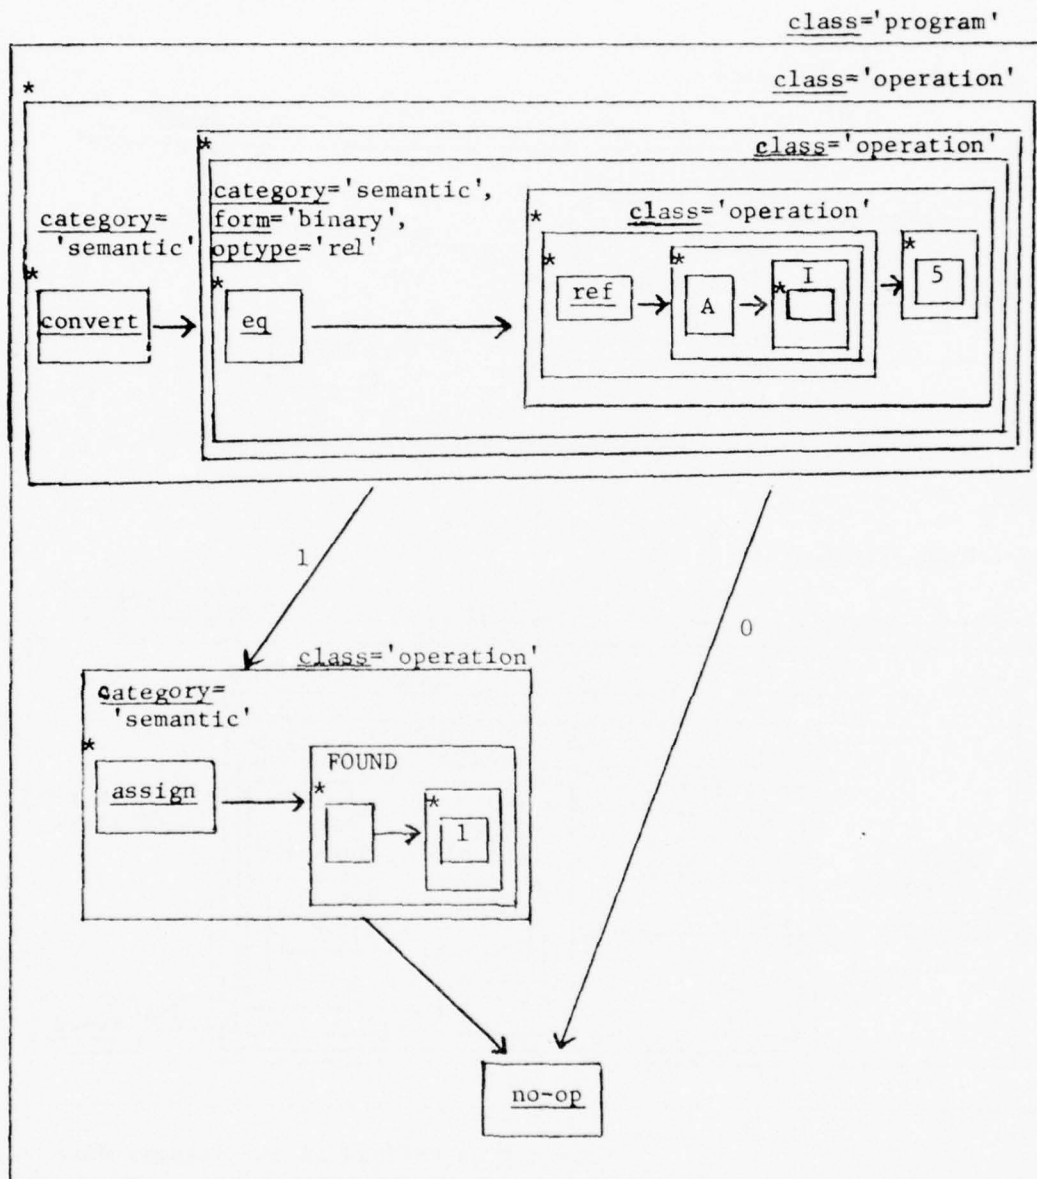 class='program'
class='operation'
*
*
class='operation'
category='semantic',
form='binary',
optype='rel'
category=
'semantic'
class='operation'
*
*
*
*
*
*
*
convert
eq
ref
A
I
5
1
0
class='operation'
category=
'semantic'
*
FOUND
*
*
assign
1
no-op